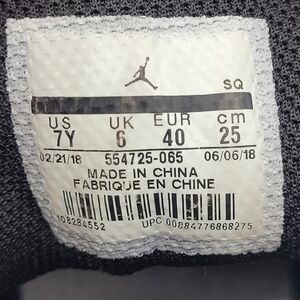 SQ
US UK EUR cm
7Y 6 40 25
02/21/18 554725-065 06/06/18
MADE IN CHINA
FABRIQUE EN CHINE
108284552 UPC 00884776868275